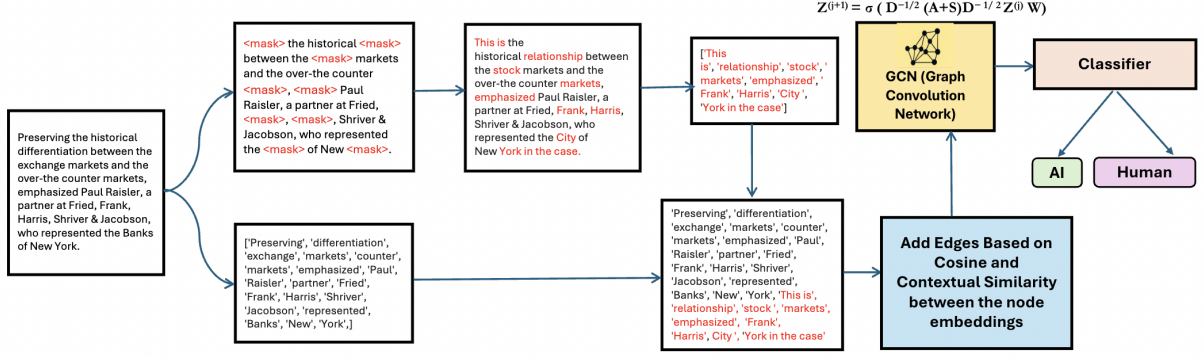 Z(j+1) = σ ( D−1/2 (A+S)D− 1/ 2 Z(j) W)
Preserving the historical
differentiation between the
exchange markets and the
over-the counter markets,
emphasized Paul Raisler, a
partner at Fried, Frank,
Harris, Shriver & Jacobson,
who represented the Banks
of New York.
<mask> the historical <mask>
between the <mask> markets
and the over-the counter
<mask>, <mask> Paul
Raisler, a partner at Fried,
<mask>, <mask>, Shriver &
Jacobson, who represented
the <mask> of New <mask>.
This is the
historical relationship between
the stock markets and the
over-the counter markets,
emphasized Paul Raisler, a
partner at Fried, Frank, Harris,
Shriver & Jacobson, who
represented the City of
New York in the case.
['This
is', 'relationship', 'stock', '
markets', 'emphasized', '
Frank', 'Harris', 'City ',
'York in the case']
['Preserving', 'differentiation',
'exchange', 'markets', 'counter',
'markets', 'emphasized', 'Paul',
'Raisler', 'partner', 'Fried',
'Frank', 'Harris', 'Shriver',
'Jacobson', 'represented',
'Banks', 'New', 'York',]
'Preserving', 'differentiation',
'exchange', 'markets', 'counter',
'markets', 'emphasized', 'Paul',
'Raisler', 'partner', 'Fried',
'Frank', 'Harris', 'Shriver',
'Jacobson', 'represented',
'Banks', 'New', 'York', 'This is',
'relationship', 'stock ', 'markets',
'emphasized', 'Frank',
'Harris', City ', 'York in the case'
Add Edges Based on
Cosine and
Contextual Similarity
between the node
embeddings
GCN (Graph
Convolution
Network)
Classifier
AI
Human